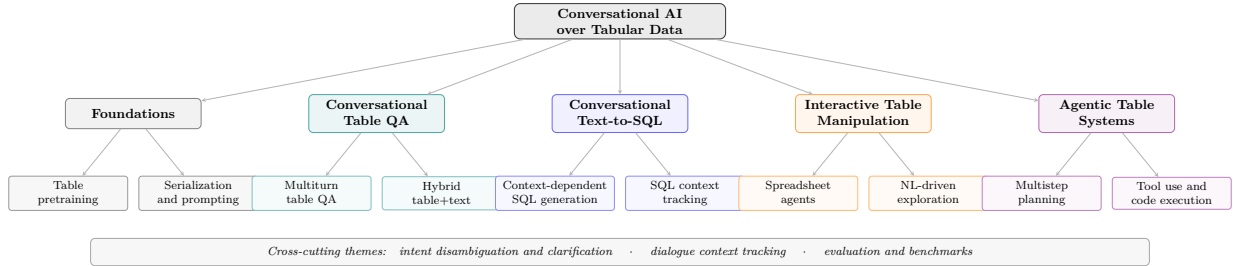 Conversational AI
over Tabular Data
Foundations
Conversational
Table QA
Conversational
Text-to-SQL
Interactive Table
Manipulation
Agentic Table
Systems
Table
pretraining
Serialization
and prompting
Multiturn
table QA
Hybrid
table+text
Context-dependent
SQL generation
SQL context
tracking
Spreadsheet
agents
NL-driven
exploration
Multistep
planning
Tool use and
code execution
Cross-cutting themes: intent disambiguation and clarification · dialogue context tracking · evaluation and benchmarks